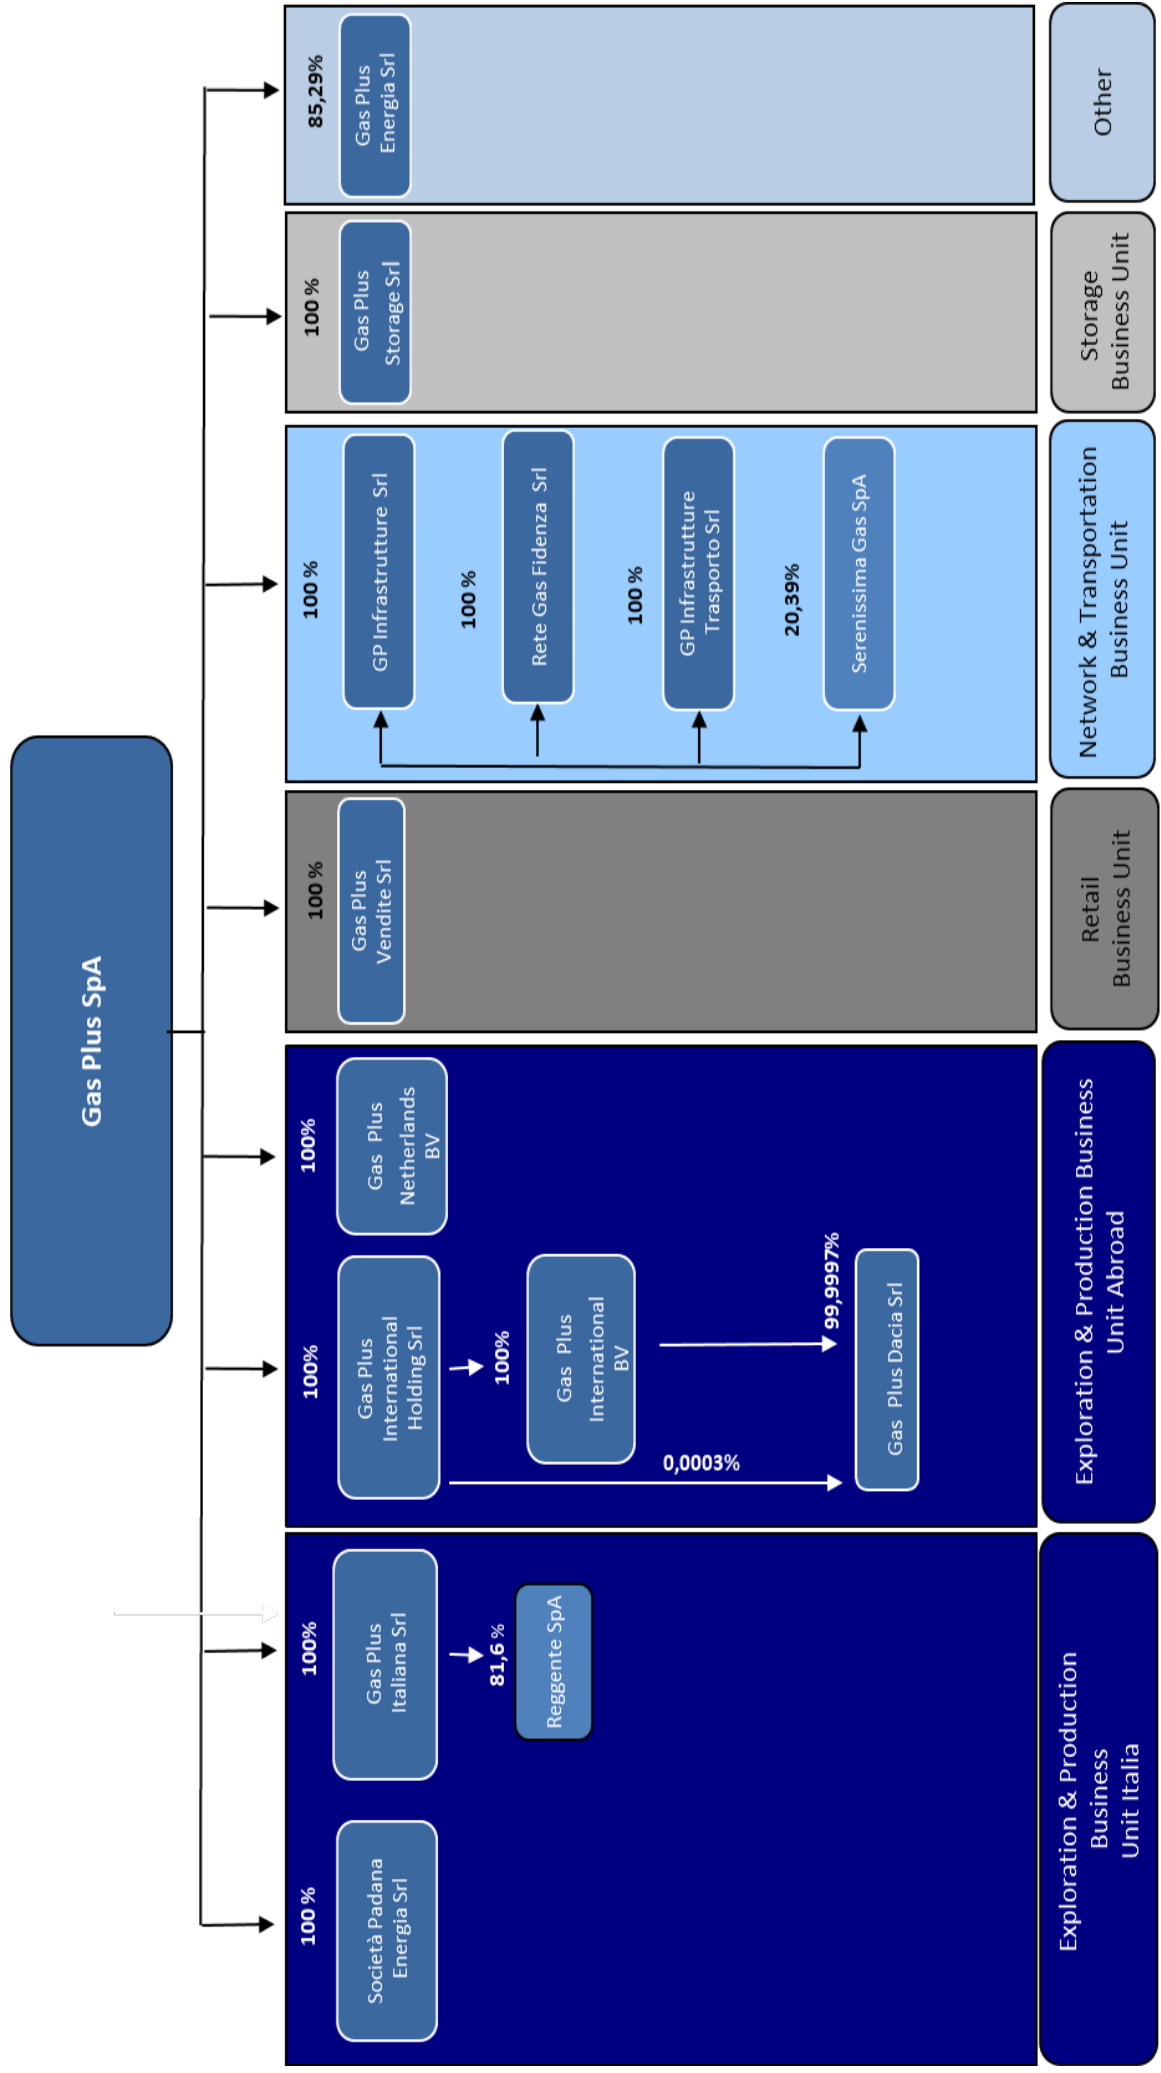 Gas Plus SpA
100 %
Società Padana
Energia Srl
100%
Gas Plus
Italiana Srl
81,6 %
Reggente SpA
Exploration & Production
Business
Unit Italia
100%
Gas Plus
International
Holding Srl
100%
Gas Plus
International
BV
0,0003%
99,9997%
Gas Plus Dacia Srl
100%
Gas Plus
Netherlands
BV
Exploration & Production Business
Unit Abroad
100 %
Gas Plus
Vendite Srl
Retail
Business Unit
100 %
GP Infrastrutture Srl
100 %
Rete Gas Fidenza Srl
100 %
GP Infrastrutture
Trasporto Srl
20,39%
Serenissima Gas SpA
Network & Transportation
Business Unit
100 %
Gas Plus
Storage Srl
Storage
Business Unit
85,29%
Gas Plus
Energia Srl
Other